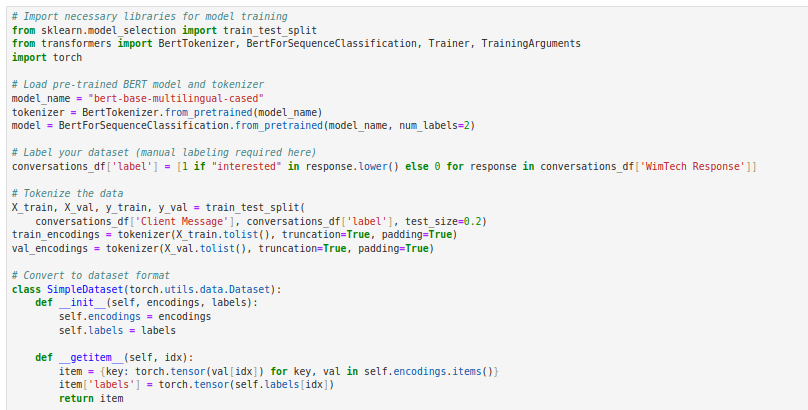 # Import necessary libraries for model training
from sklearn.model_selection import train_test_split
from transformers import BertTokenizer, BertForSequenceClassification, Trainer, TrainingArguments
import torch

# Load pre-trained BERT model and tokenizer
model_name = "bert-base-multilingual-cased"
tokenizer = BertTokenizer.from_pretrained(model_name)
model = BertForSequenceClassification.from_pretrained(model_name, num_labels=2)

# Label your dataset (manual labeling required here)
conversations_df['label'] = [1 if "interested" in response.lower() else 0 for response in conversations_df['WimTech Response']]

# Tokenize the data
X_train, X_val, y_train, y_val = train_test_split(
    conversations_df['Client Message'], conversations_df['label'], test_size=0.2)
train_encodings = tokenizer(X_train.tolist(), truncation=True, padding=True)
val_encodings = tokenizer(X_val.tolist(), truncation=True, padding=True)

# Convert to dataset format
class SimpleDataset(torch.utils.data.Dataset):
    def __init__(self, encodings, labels):
        self.encodings = encodings
        self.labels = labels

    def __getitem__(self, idx):
        item = {key: torch.tensor(val[idx]) for key, val in self.encodings.items()}
        item['labels'] = torch.tensor(self.labels[idx])
        return item